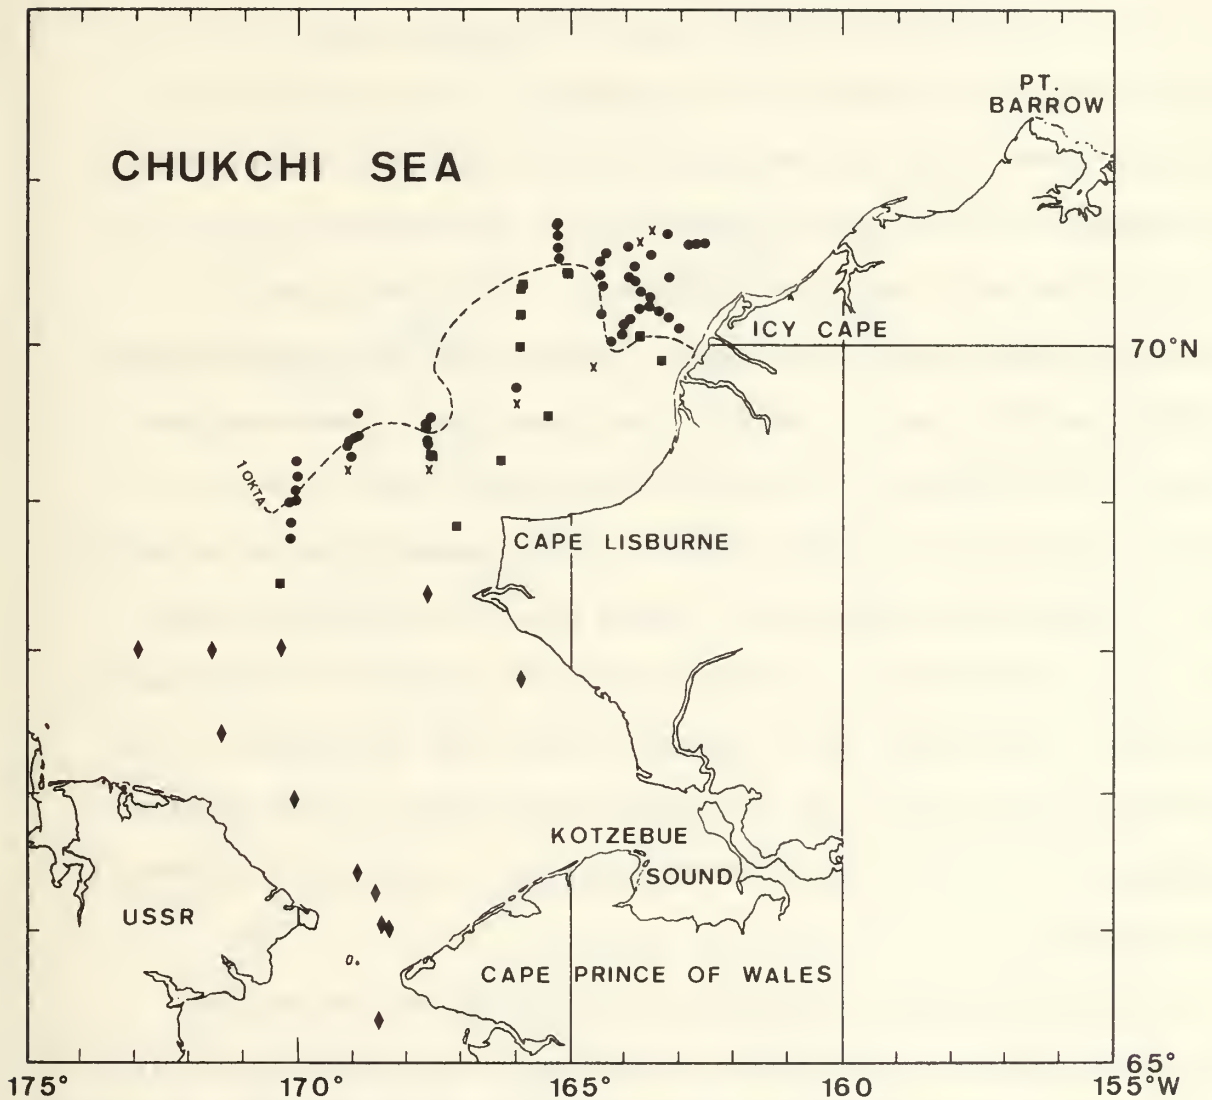 PT.
BARROW
CHUKCHI SEA
ICY CAPE
70°N
1 OKTA
CAPE LISBURNE
KOTZEBUE
SOUND
USSR
CAPE PRINCE OF WALES
65°
175° 170° 165° 160 155°W